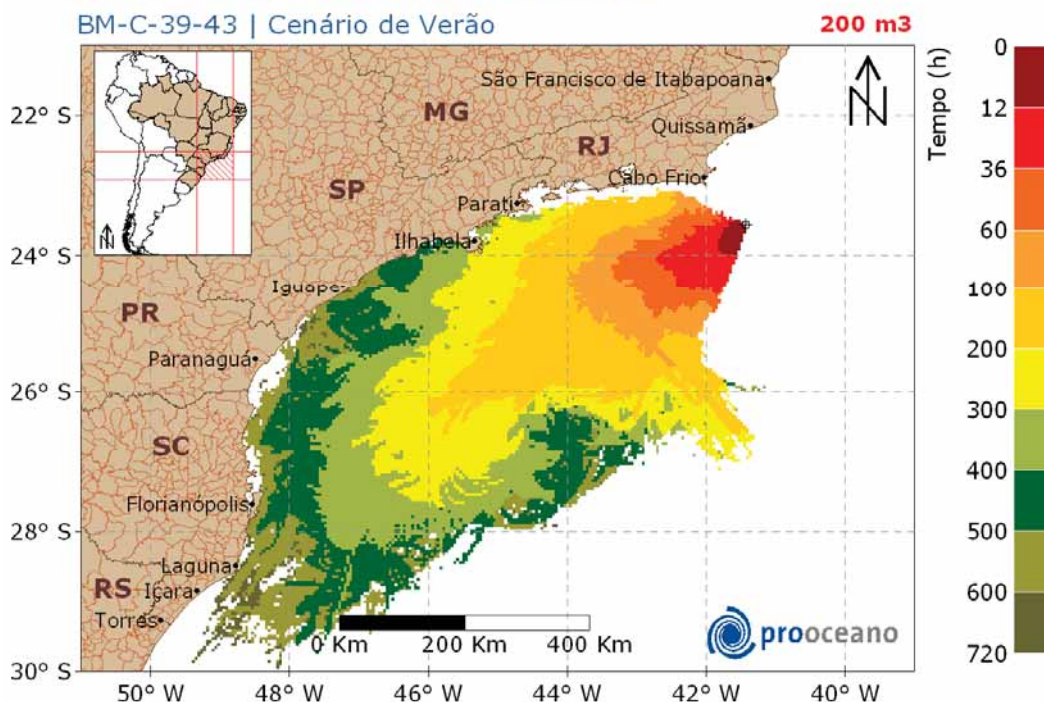 BM-C-39-43 | Cenário de Verão
200 m3
Tempo (h)
0
12
36
60
100
200
300
400
500
600
720
22° S
24° S
26° S
28° S
30° S
50° W
48° W
46° W
44° W
42° W
40° W
N
N
MG
RJ
SP
PR
SC
RS
São Francisco de Itabapoana
Quissamã
Cabo Frio
Parati
Ilhabela
Iguape
Paranaguá
Florianópolis
Laguna
Içara
Torres
0 Km 200 Km 400 Km
prooceano